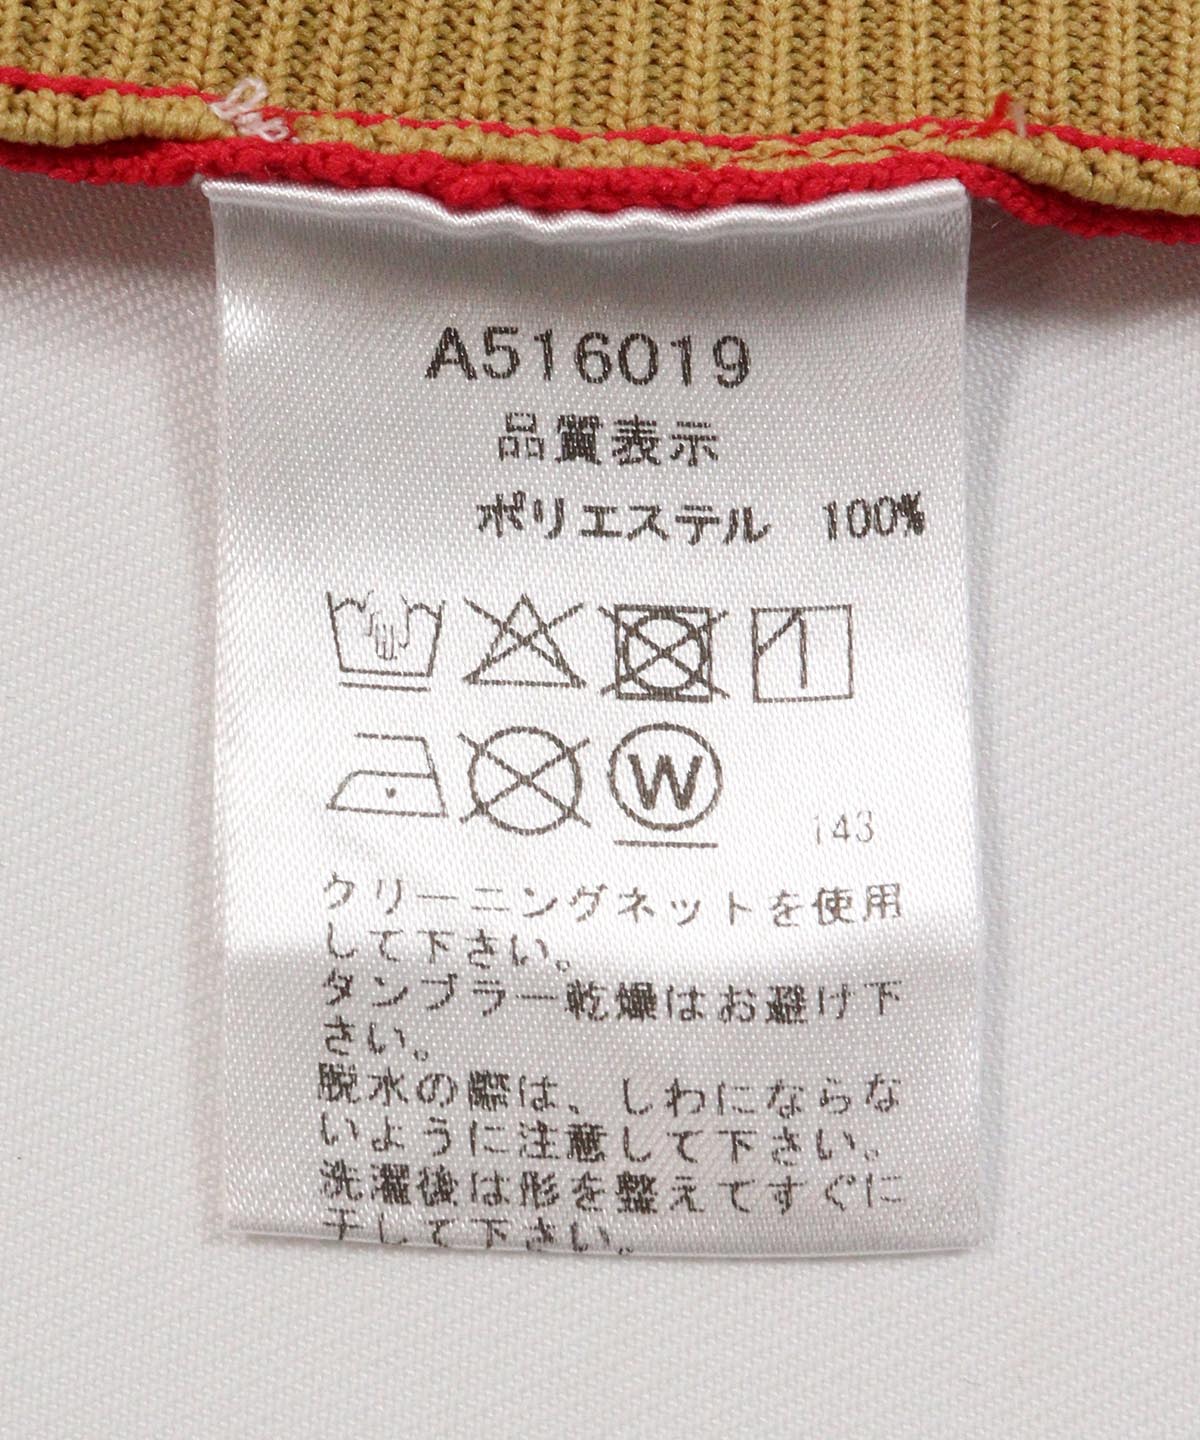 A516019
品質表示
ポリエステル 100%
W
143
クリーニングネットを使用
して下さい。
タンブラー乾燥はお避け下
さい。
脱水の際は、しわにならな
いように注意して下さい。
洗濯後は形を整えてすぐに
干して下さい。